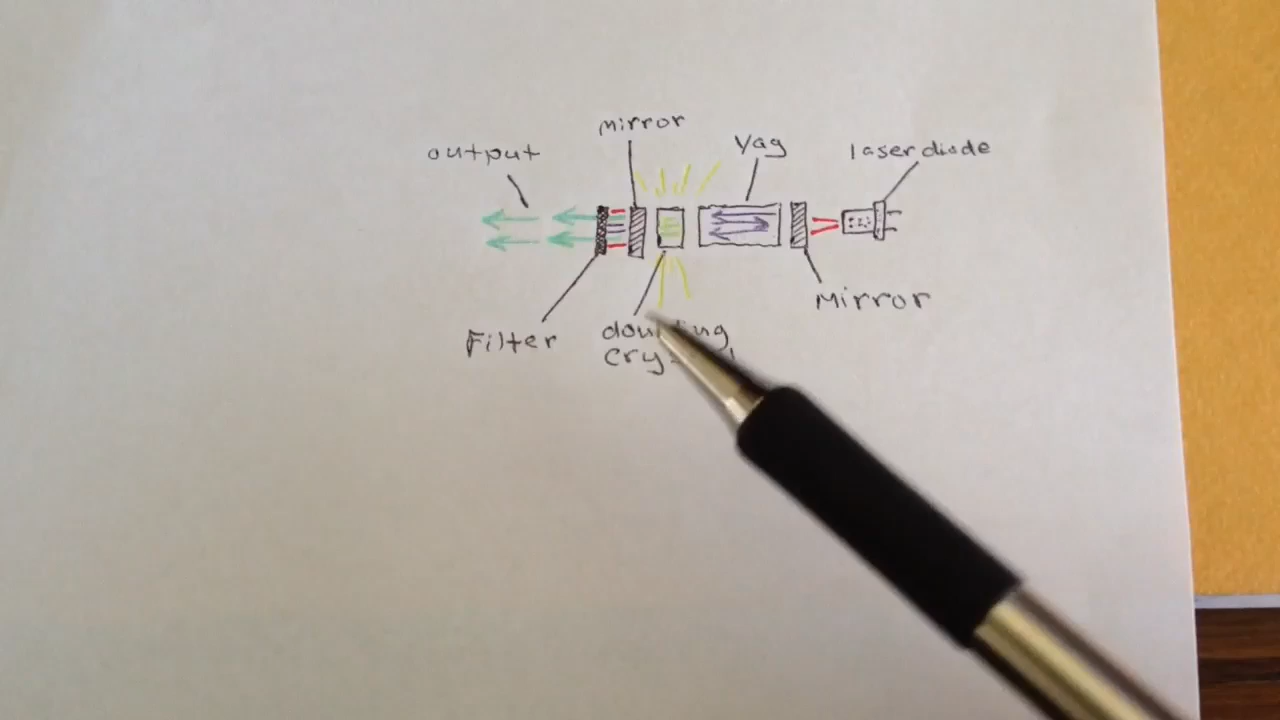 mirror
output
Yag
laser diode
Mirror
Filter